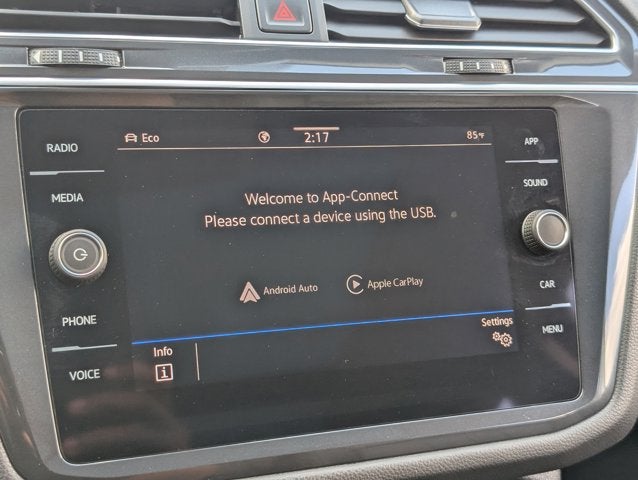 RADIO
MEDIA
PHONE
VOICE
Eco
2:17
85°F
Welcome to App-Connect
Please connect a device using the USB.
Android Auto
Apple CarPlay
Info
i
Settings
APP
SOUND
CAR
MENU